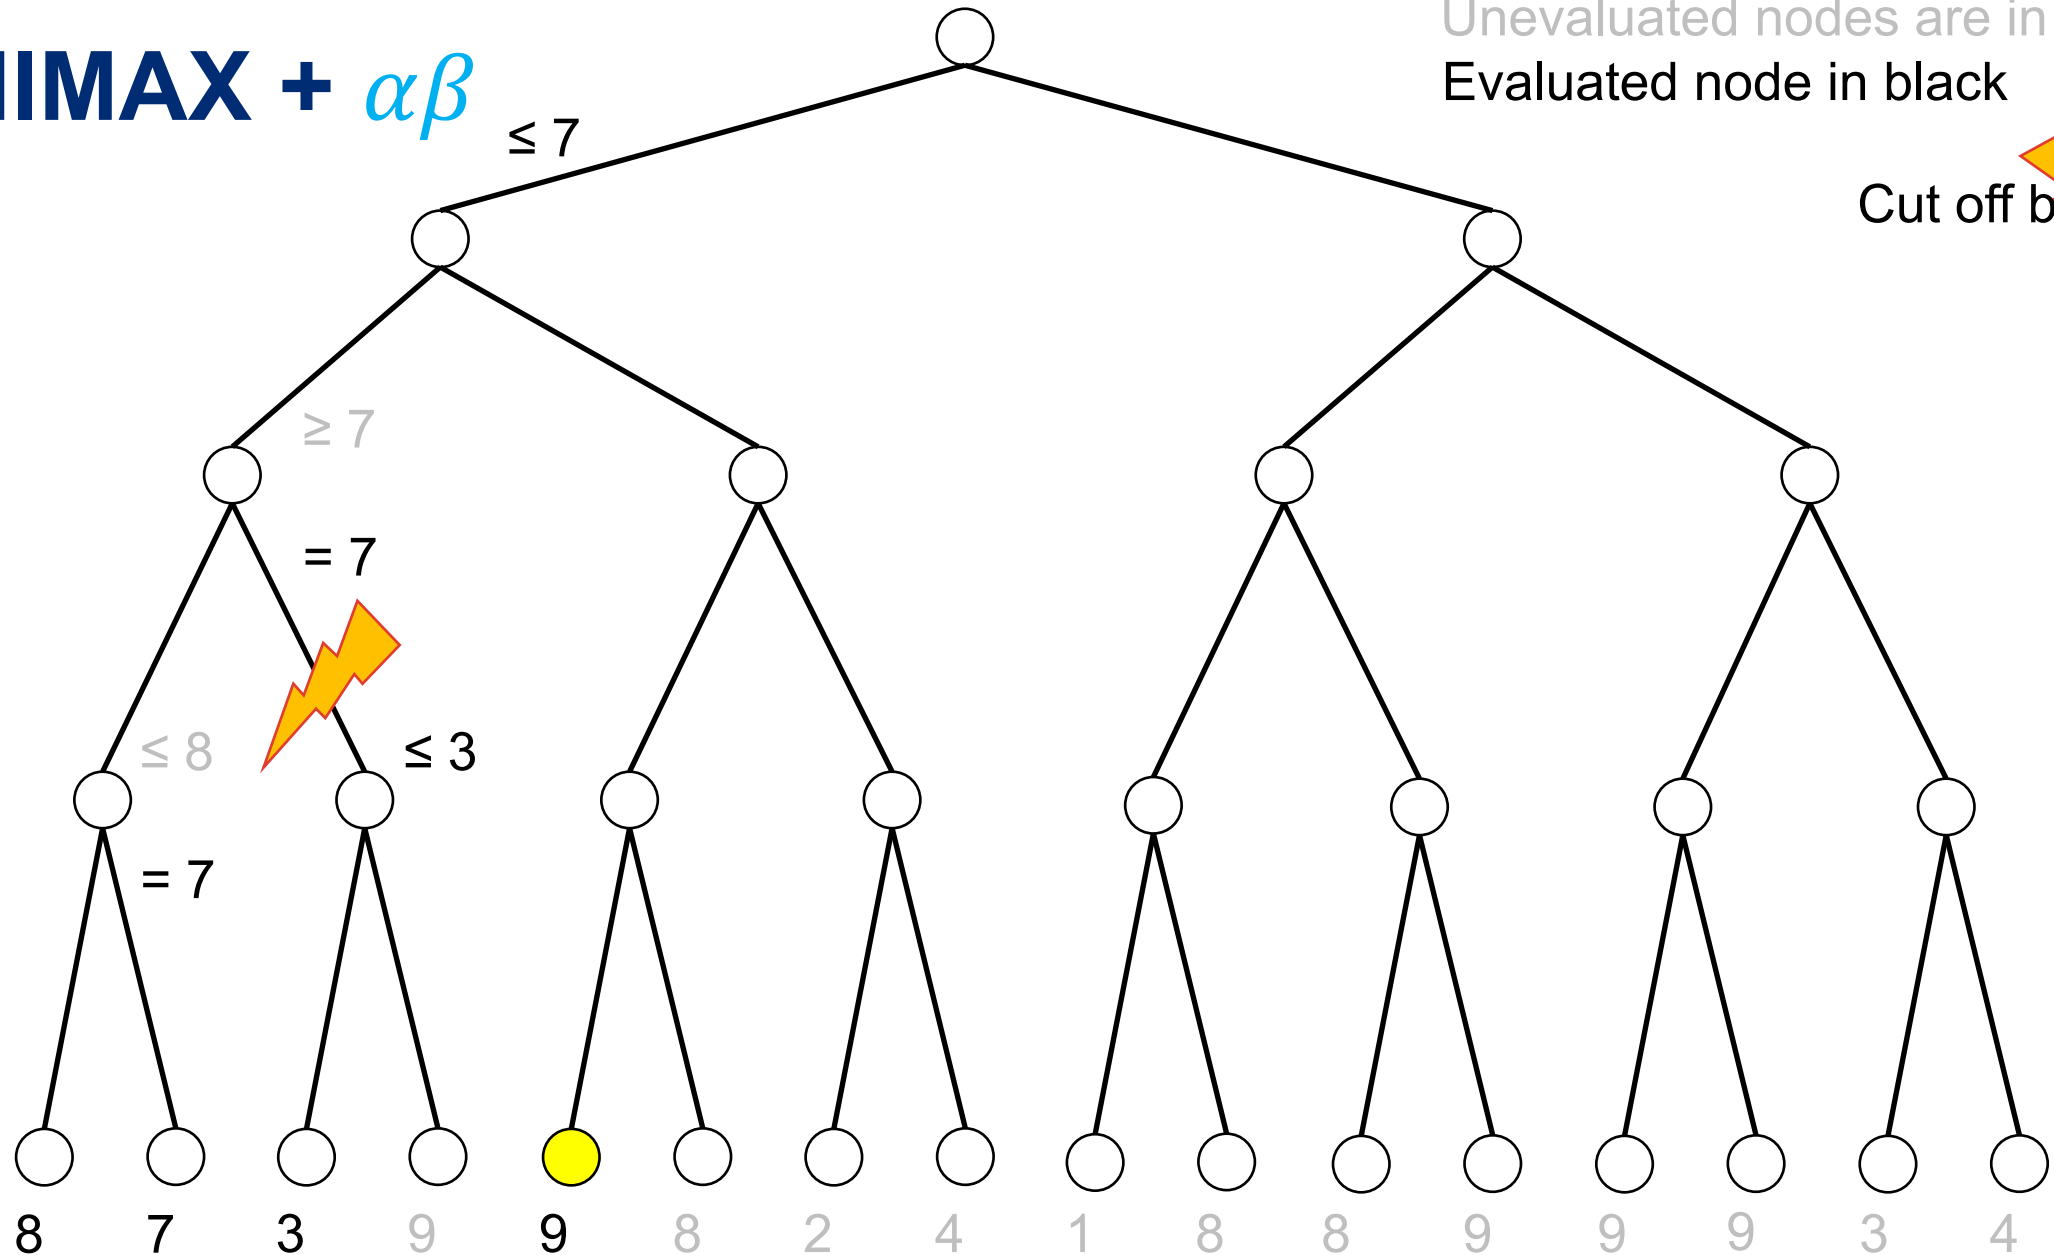 Unevaluated nodes are in
IIMAX + αβ
Evaluated node in black
≤ 7
Cut off b
≥ 7
= 7
≤ 8
≤ 3
= 7
8 7 3 9 9 8 2 4 1 8 8 9 9 9 3 4